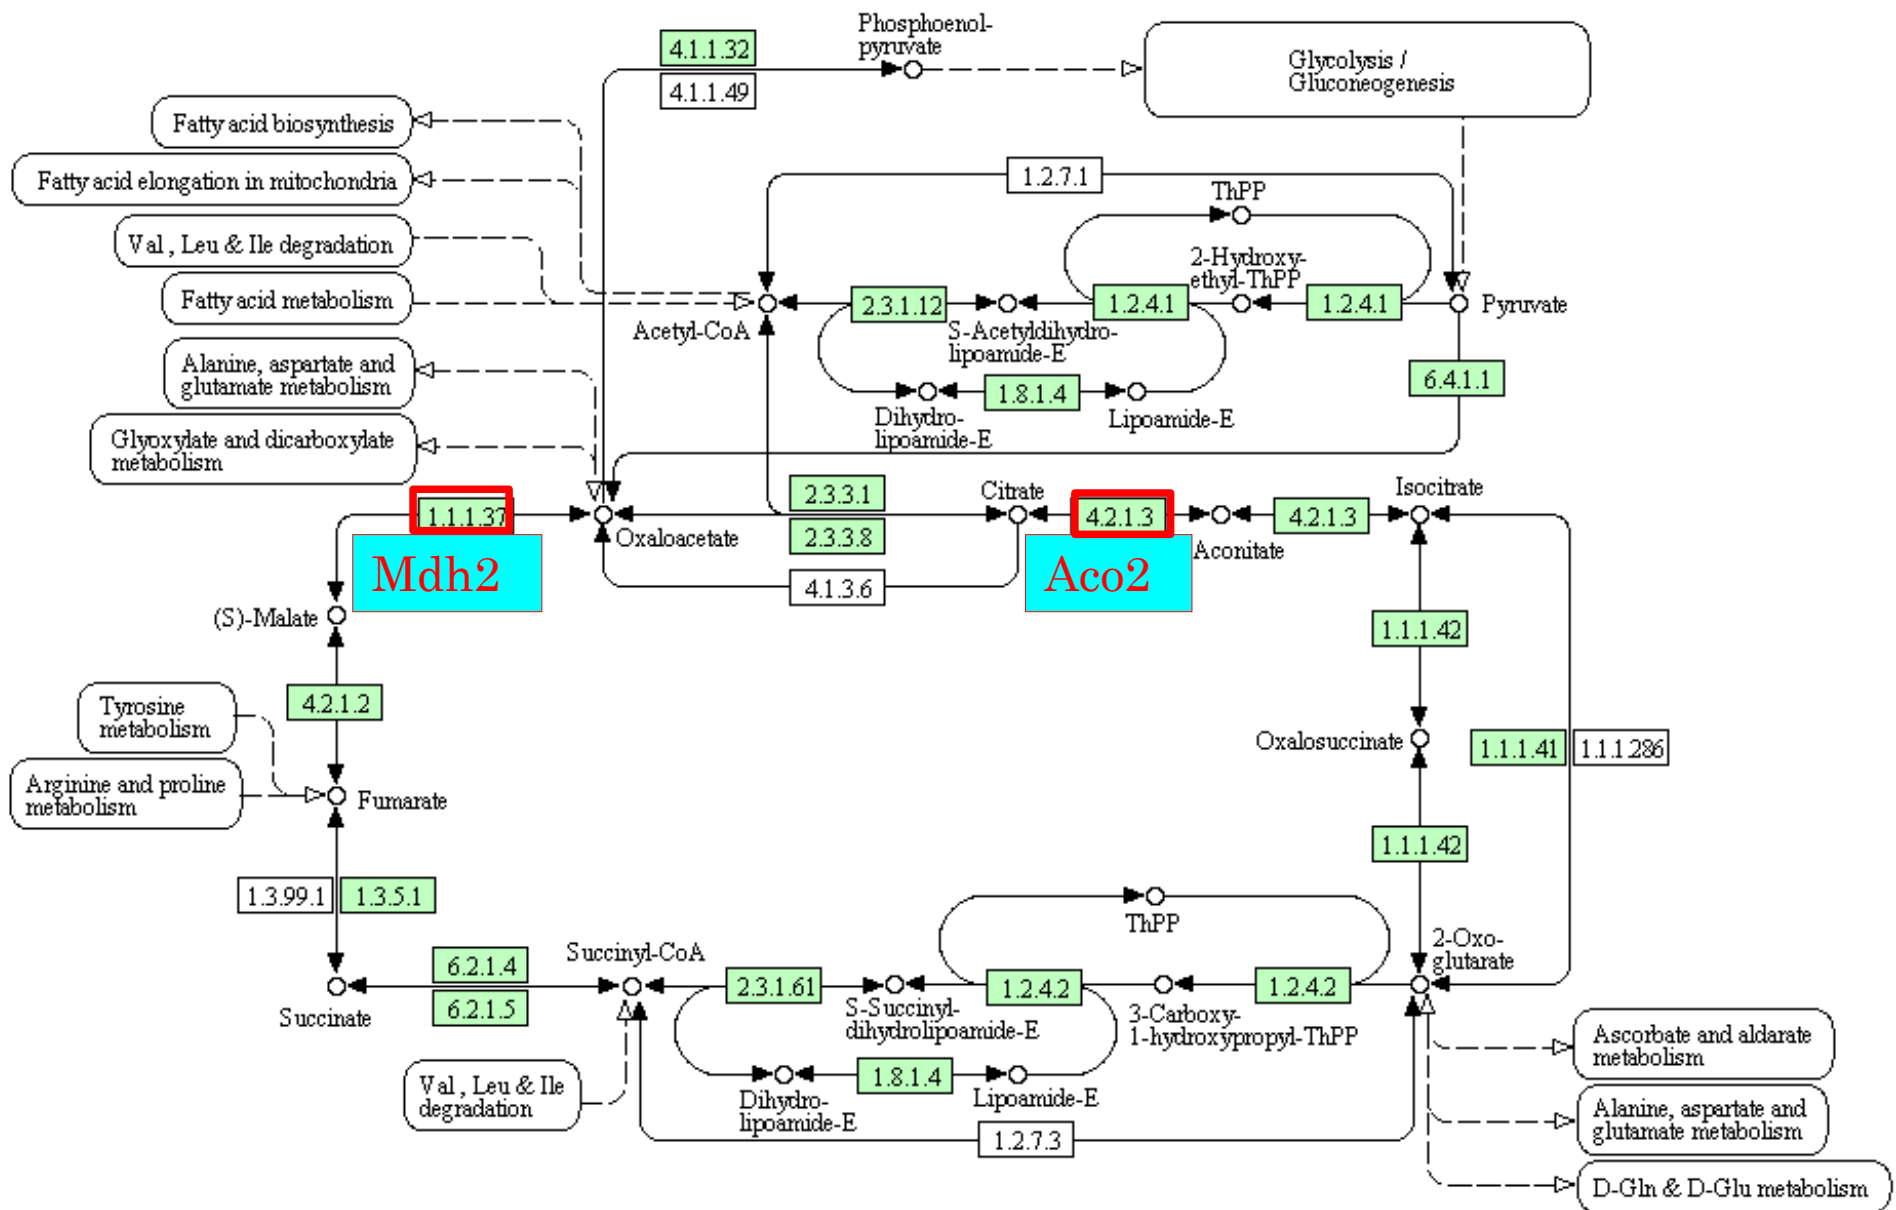 Phosphoenol-
pyruvate
4.1.1.32
4.1.1.49
Glycolysis /
Gluconeogenesis
Fatty acid biosynthesis
Fatty acid elongation in mitochondria
Val , Leu & Ile degradation
Fatty acid metabolism
Alanine, aspartate and
glutamate metabolism
Glyoxylate and dicarboxylate
metabolism
1.2.7.1
ThPP
2-Hydroxy-
ethyl-ThPP
Acetyl-CoA
2.3.1.12
S-Acetyldihydro-
lipoamide-E
1.2.4.1
1.2.4.1
Pyruvate
Dihydro-
lipoamide-E
1.8.1.4
Lipoamide-E
6.4.1.1
1.1.1.37
Mdh2
Oxaloacetate
2.3.3.1
2.3.3.8
4.1.3.6
Citrate
4.2.1.3
Aco2
Aconitate
4.2.1.3
Isocitrate
(S)-Malate
1.1.1.42
4.2.1.2
Tyrosine
metabolism
Arginine and proline
metabolism
Fumarate
Oxalosuccinate
1.1.1.41
1.1.1.286
1.1.1.42
1.3.99.1
1.3.5.1
ThPP
2-Oxo-
glutarate
Succinate
6.2.1.4
6.2.1.5
Succinyl-CoA
2.3.1.61
S-Succinyl-
dihydrolipoamide-E
1.2.4.2
3-Carboxy-
1-hydroxypropyl-ThPP
1.2.4.2
Val , Leu & Ile
degradation
Dihydro-
lipoamide-E
1.8.1.4
Lipoamide-E
1.2.7.3
Ascorbate and aldarate
metabolism
Alanine, aspartate and
glutamate metabolism
D-Gln & D-Glu metabolism